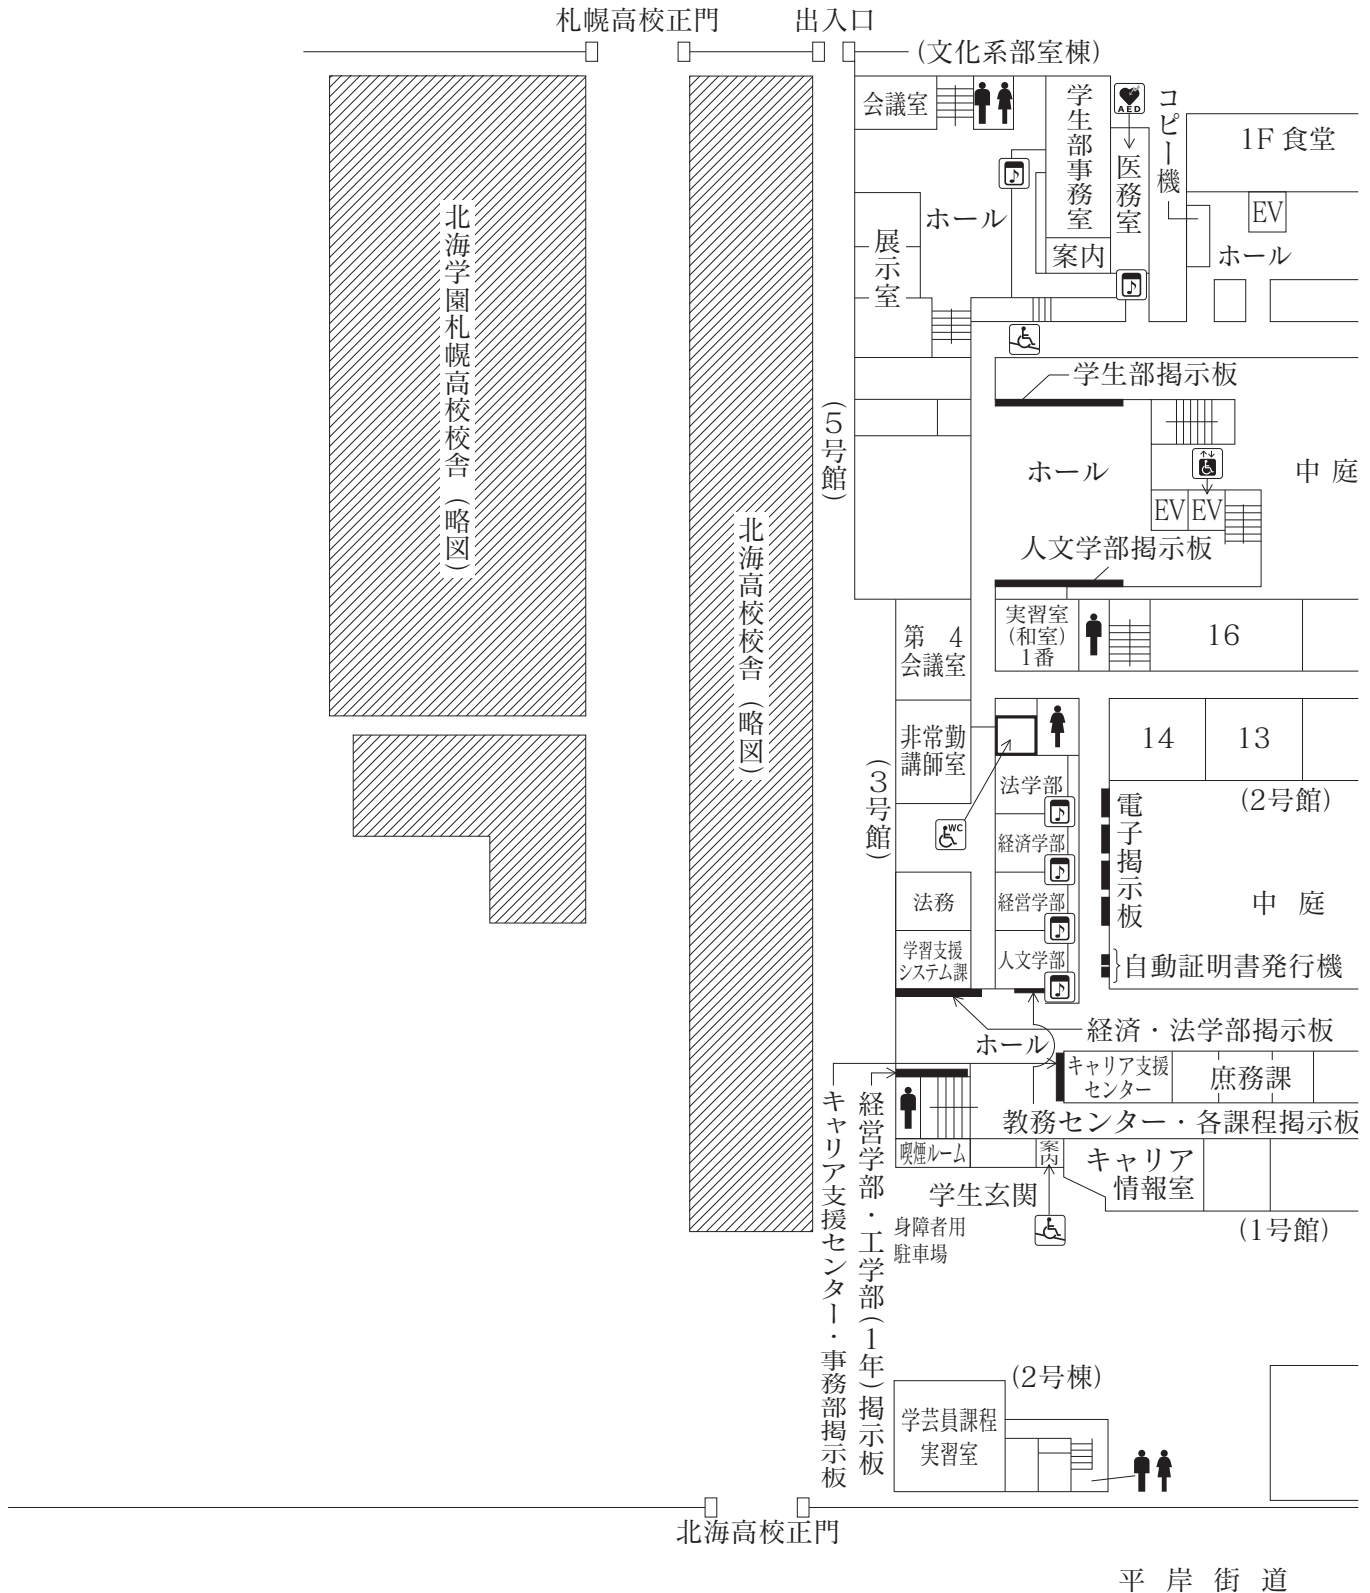 札幌高校正門
出入口
(文化系部室棟)
会議室
学生部事務室
AED
医務室
コピー機
1F 食堂
EV
ホール
ホール
案内
展示室
北海学園札幌高校校舎（略図）
学生部掲示板
(5号館)
ホール
中庭
EV
EV
人文学部掲示板
北海高校校舎（略図）
第 4
会議室
実習室
(和室)
1番
16
非常勤
講師室
14
13
(2号館)
(3号館)
法学部
経済学部
経営学部
人文学部
WC
電子掲示板
中庭
法務
学習支援
システム課
自動証明書発行機
経済・法学部掲示板
ホール
キャリア支援
センター
庶務課
教務センター・各課程掲示板
キャリア支援センター・事務部掲示板
経営学部・工学部(1年)掲示板
喫煙ルーム
案内
キャリア
情報室
学生玄関
身障者用
駐車場
(1号館)
(2号棟)
学芸員課程
実習室
北海高校正門
平岸街道